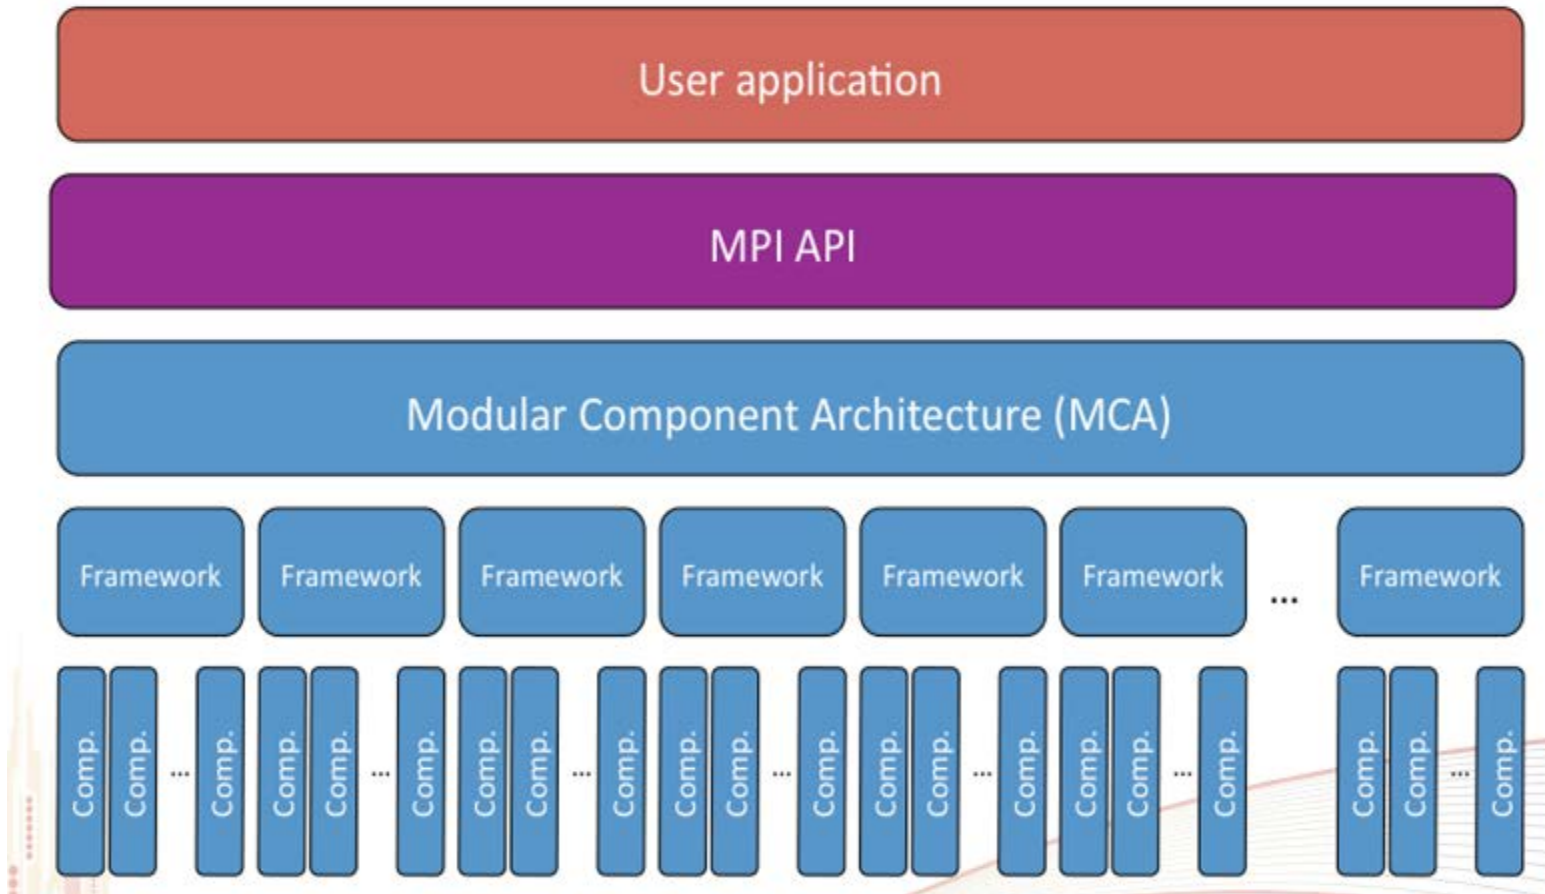 User application
MPI API
Modular Component Architecture (MCA)
Framework Framework Framework Framework Framework Framework ... Framework
Comp. Comp. ... Comp. Comp. Comp. ... Comp. Comp. Comp. ... Comp. Comp. Comp. ... Comp. Comp. Comp. ... Comp. Comp. Comp. ... Comp. Comp. Comp. ... Comp.